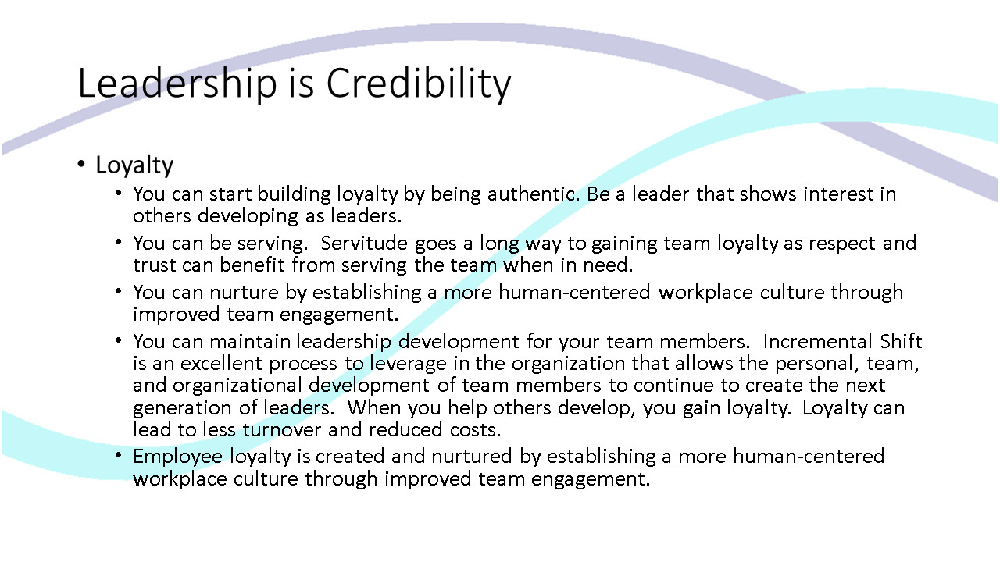 Leadership is Credibility
• Loyalty
• You can start building loyalty by being authentic. Be a leader that shows interest in
others developing as leaders.
• You can be serving.  Servitude goes a long way to gaining team loyalty as respect and
trust can benefit from serving the team when in need.
• You can nurture by establishing a more human-centered workplace culture through
improved team engagement.
• You can maintain leadership development for your team members.  Incremental Shift
is an excellent process to leverage in the organization that allows the personal, team,
and organizational development of team members to continue to create the next
generation of leaders.  When you help others develop, you gain loyalty.  Loyalty can
lead to less turnover and reduced costs.
• Employee loyalty is created and nurtured by establishing a more human-centered
workplace culture through improved team engagement.